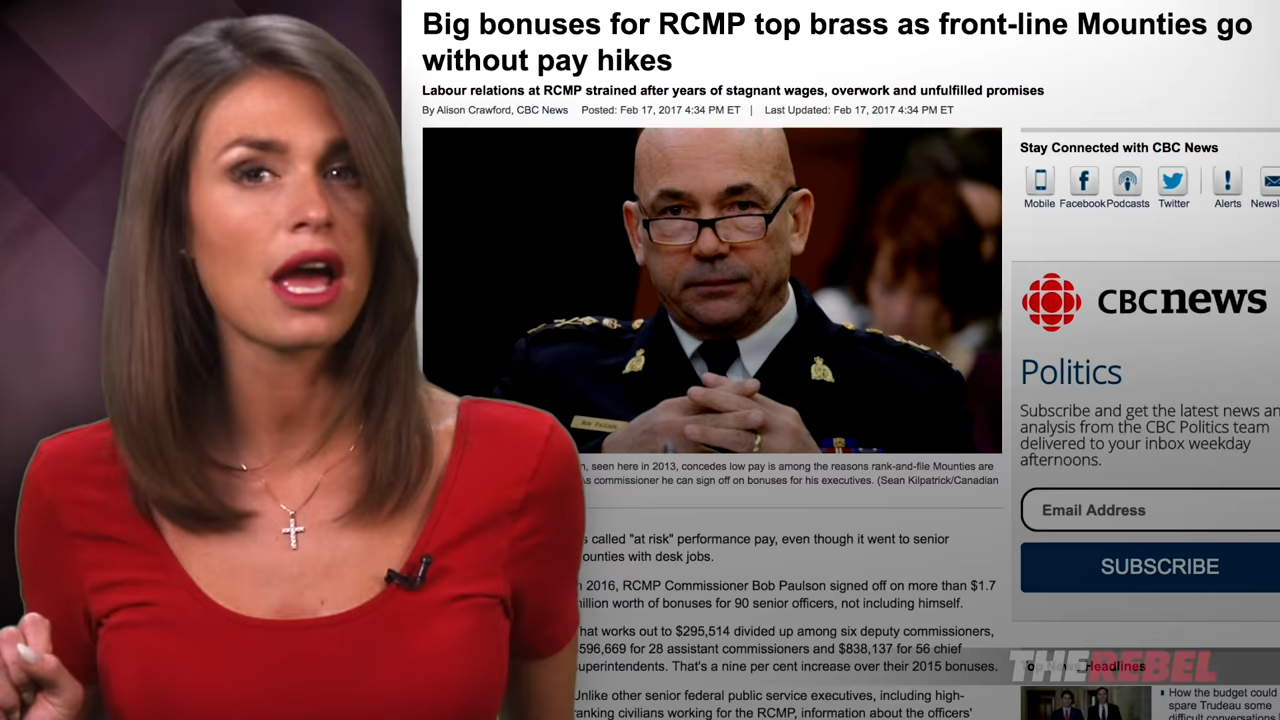 Big bonuses for RCMP top brass as front-line Mounties go
without pay hikes
Labour relations at RCMP strained after years of stagnant wages, overwork and unfulfilled promises
By Alison Crawford, CBC News Posted: Feb 17, 2017 4:34 PM ET | Last Updated: Feb 17, 2017 4:34 PM ET
Bob Paulson
seen here in 2013, concedes low pay is among the reasons rank-and-file Mounties are
commissioner he can sign off on bonuses for his executives. (Sean Kilpatrick/Canadian
called "at risk" performance pay, even though it went to senior
ounties with desk jobs.
2016, RCMP Commissioner Bob Paulson signed off on more than $1.7
illion worth of bonuses for 90 senior officers, not including himself.
hat works out to $295,514 divided up among six deputy commissioners,
596,669 for 28 assistant commissioners and $838,137 for 56 chief
uperintendents. That's a nine per cent increase over their 2015 bonuses.
Unlike other senior federal public service executives, including high-
ranking civilians working for the RCMP, information about the officers'
Stay Connected with CBC News
Mobile Facebook Podcasts Twitter Alerts Newsl
CBCnews
Politics
Subscribe and get the latest news an
analysis from the CBC Politics team
delivered to your inbox weekday
afternoons.
Email Address
SUBSCRIBE
Top News Headlines
THE REBEL
How the budget could
spare Trudeau some
difficult conversations